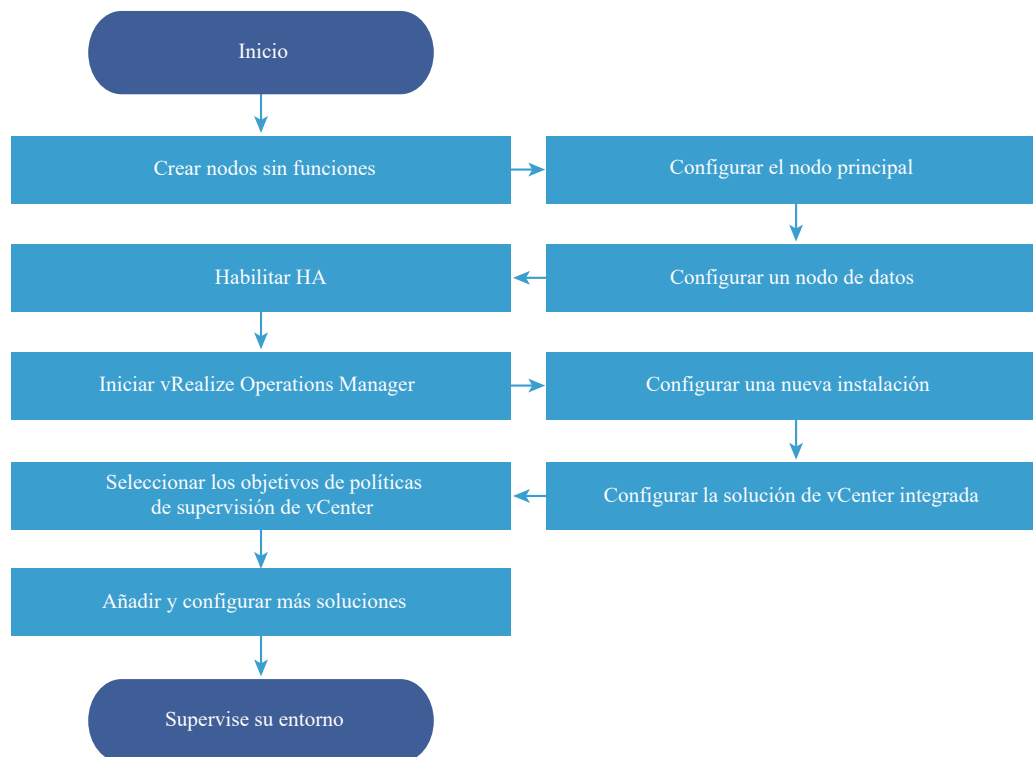 Inicio
Crear nodos sin funciones
Configurar el nodo principal
Configurar un nodo de datos
Habilitar HA
Iniciar vRealize Operations Manager
Configurar una nueva instalación
Configurar la solución de vCenter integrada
Seleccionar los objetivos de políticas
de supervisión de vCenter
Añadir y configurar más soluciones
Supervise su entorno